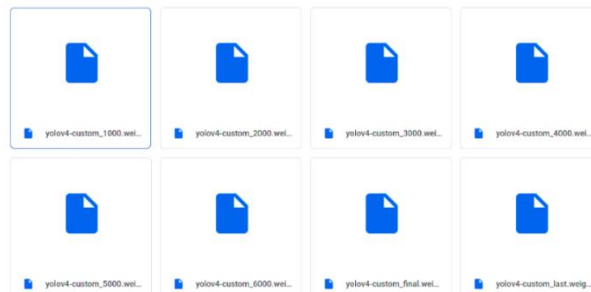 yolov4-custom_1000.wei...
yolov4-custom_2000.wei...
yolov4-custom_3000.wei...
yolov4-custom_4000.wei...
yolov4-custom_5000.wei...
yolov4-custom_6000.wei...
yolov4-custom_final.wei...
yolov4-custom_last.weig...